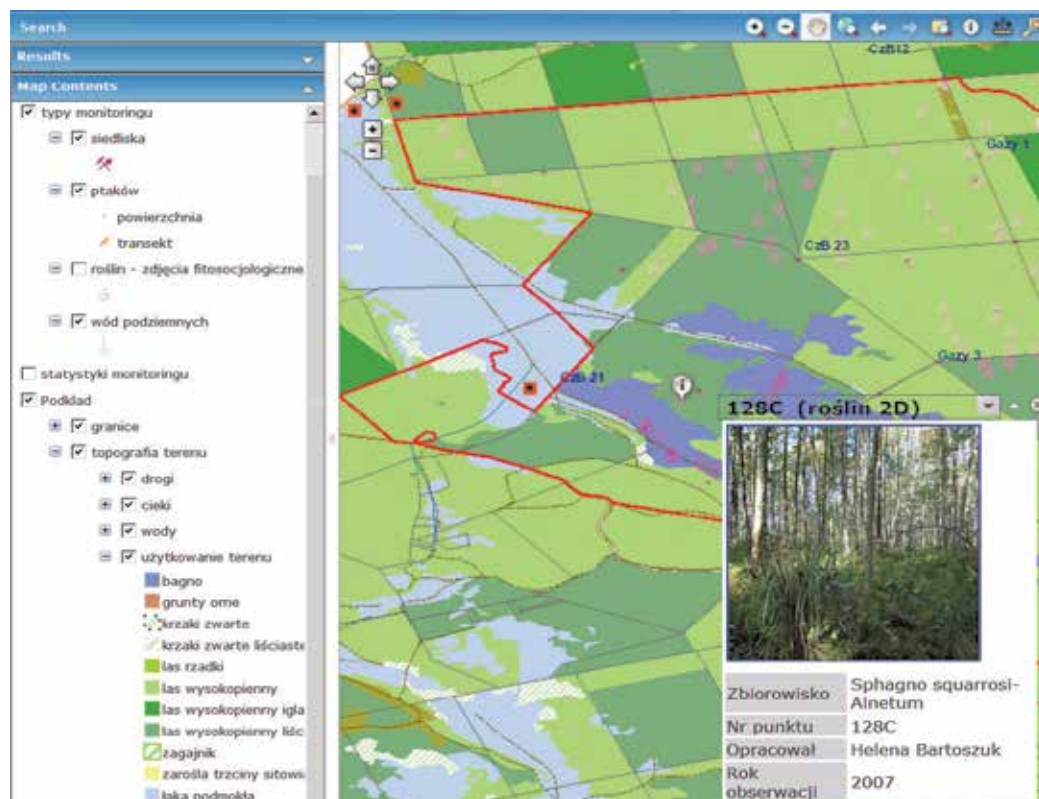 Search
Results
Map Contents
typy monitoringu
siedliska
ptaków
powierzchnia
transekt
roślin - zdjęcia fitosocjologiczne
wód podziemnych
statystyki monitoringu
Podkład
granice
topografia terenu
drogi
cieki
wody
użytkowanie terenu
bagno
grunty orne
krzaki zwarte
krzaki zwarte liściaste
las rzadki
las wysokopienny
las wysokopienny igla
las wysokopienny liśc
zagajnik
zarośla trzciny sitowi
łąka podmokła
CzB12
Gazy 1
CzB 23
Gazy 3
CzB 21
128C (roślin 2D)
Zbiorowisko Sphagno squarrosi-
Alnetum
Nr punktu 128C
Opracował Helena Bartoszuk
Rok
obserwacji 2007